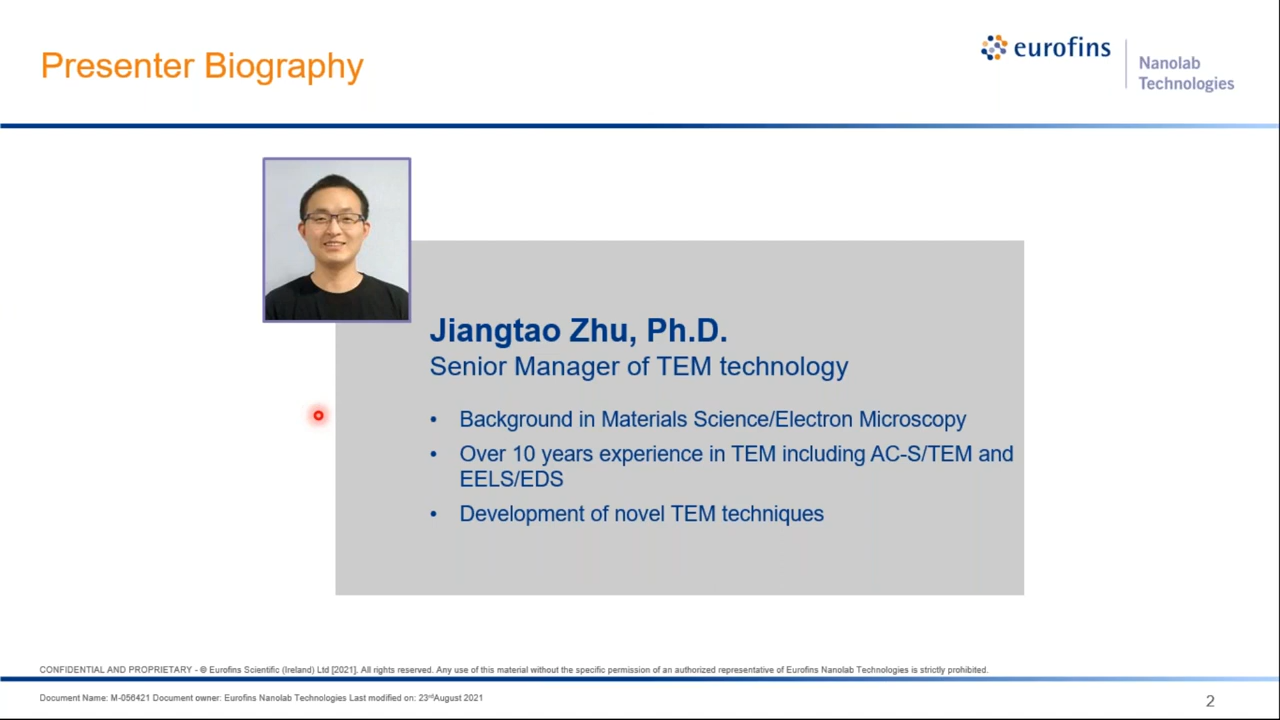 Presenter Biography
eurofins
Nanolab
Technologies
Jiangtao Zhu, Ph.D.
Senior Manager of TEM technology
• Background in Materials Science/Electron Microscopy
• Over 10 years experience in TEM including AC-S/TEM and
EELS/EDS
• Development of novel TEM techniques
CONFIDENTIAL AND PROPRIETARY - © Eurofins Scientific (Ireland) Ltd [2021]. All rights reserved. Any use of this material without the specific permission of an authorized representative of Eurofins Nanolab Technologies is strictly prohibited.
Document Name: M-056421 Document owner: Eurofins Nanolab Technologies Last modified on: 23rdAugust 2021
2